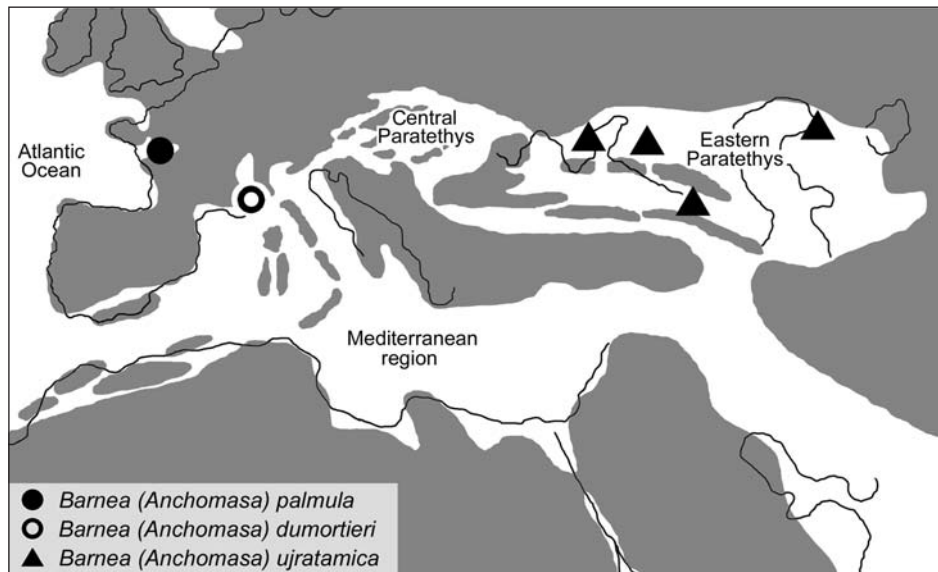 Central
Paratethys
Eastern
Paratethys
Atlantic
Ocean
Mediterranean
region
Barnea (Anchomasa) palmula
Barnea (Anchomasa) dumortieri
Barnea (Anchomasa) ujratamica